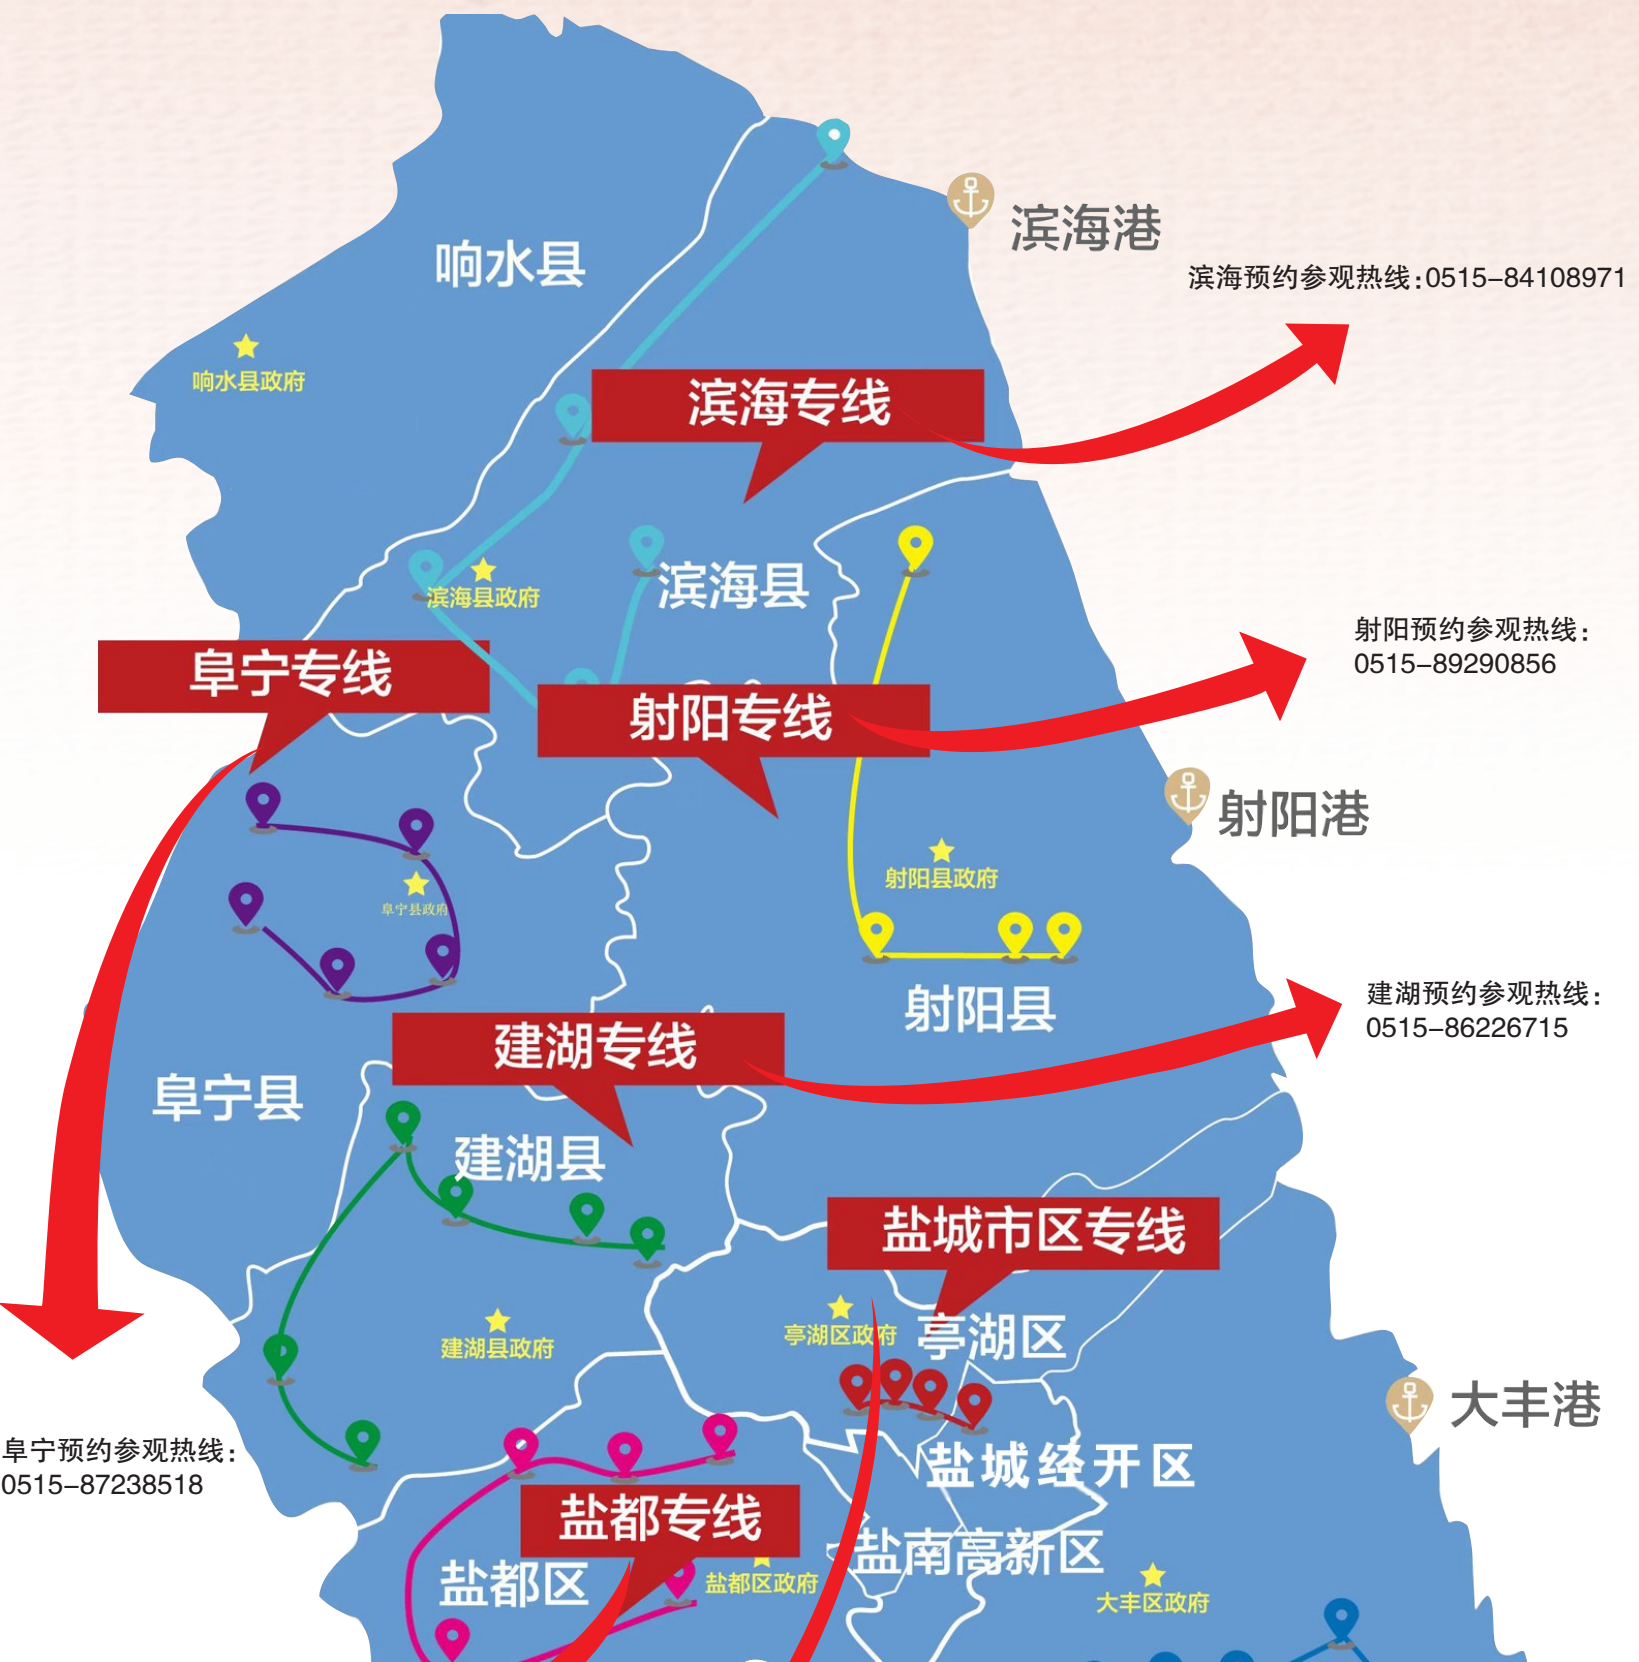 滨海港
响水县
滨海预约参观热线:0515-84108971
响水县政府
滨海专线
滨海县
滨海县政府
射阳预约参观热线:
0515-89290856
阜宁专线
射阳专线
射阳港
射阳县政府
阜宁县政府
射阳县
建湖预约参观热线:
0515-86226715
建湖专线
阜宁县
建湖县
盐城市区专线
亭湖区政府
亭湖区
建湖县政府
大丰港
阜宁预约参观热线:
0515-87238518
盐城经开区
盐都专线
盐南高新区
盐都区
盐都区政府
大丰区政府